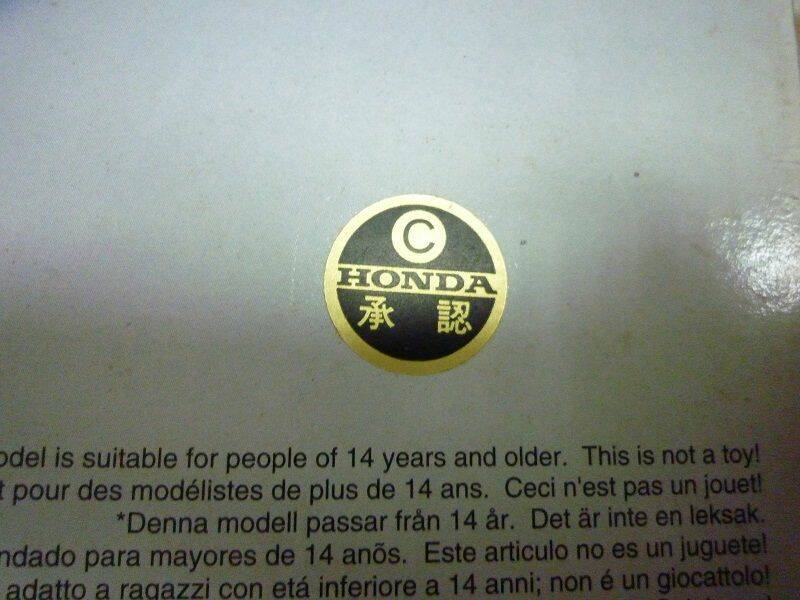 ©
HONDA
承認
odel is suitable for people of 14 years and older. This is not a toy!
t pour des modélistes de plus de 14 ans. Ceci n'est pas un jouet!
*Denna modell passar från 14 år. Det är inte en leksak.
ndado para mayores de 14 anõs. Este articulo no es un juguete!
adatto a ragazzi con etá inferiore a 14 anni; non é un giocattolo!